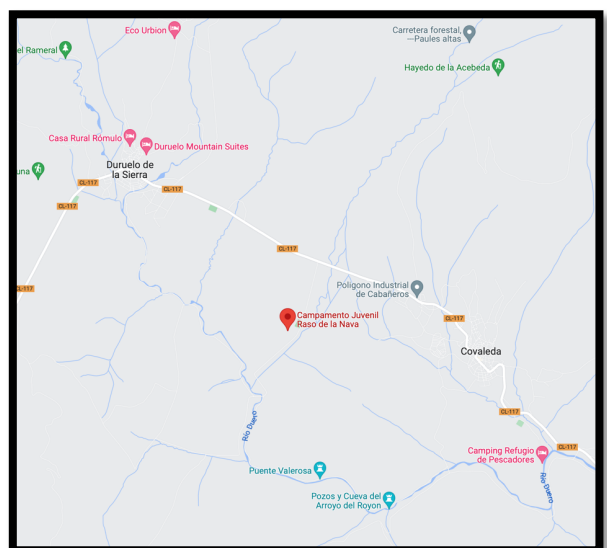 Eco Urbion
Carretera forestal,
—Paules altas
el Rameral
Hayedo de la Acebeda
Casa Rural Rómulo
Duruelo Mountain Suites
Duruelo de
la Sierra
una
CL-117
CL-117
CL-117
CL-117
CL-117
Polígono Industrial
de Cabañeros
Campamento Juvenil
Raso de la Nava
CL-117
Covaleda
CL-117
Río Duero
CL-117
Camping Refugio
de Pescadores
Puente Valerosa
Río Duero
Pozos y Cueva del
Arroyo del Royon